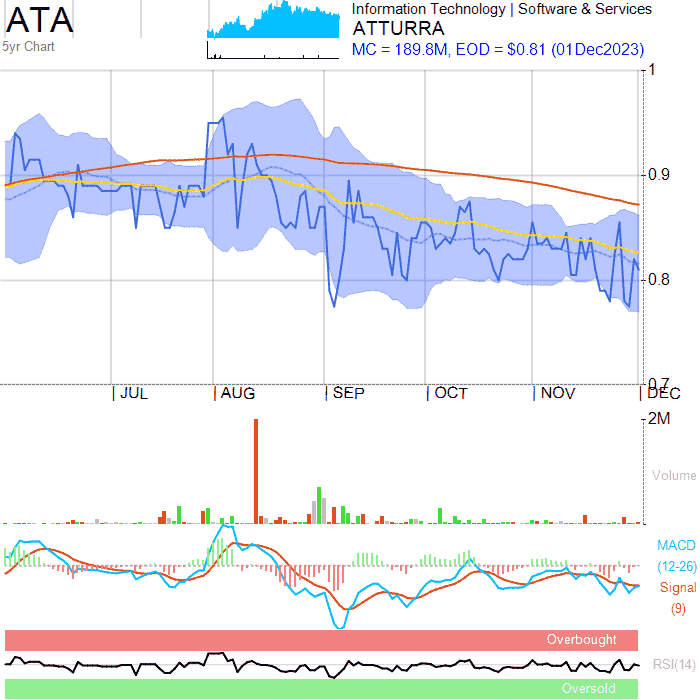 ATA
5yr Chart
Information Technology | Software & Services
ATTURRA
MC = 189.8M, EOD = $0.81 (01Dec2023)
1
0.9
0.8
0.7
JUL
AUG
SEP
OCT
NOV
DEC
2M
Volume
MACD
(12-26)
Signal
(9)
Overbought
RSI(14)
Oversold